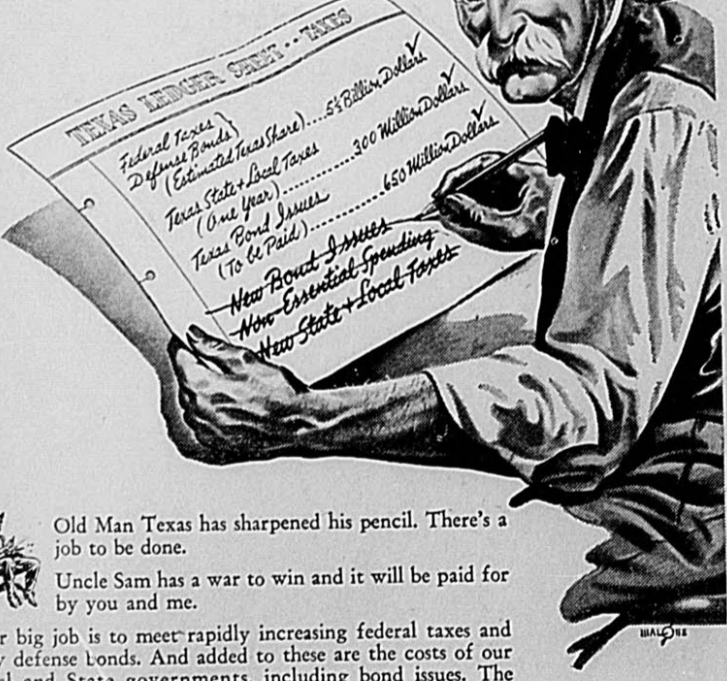 TEXAS LEDGER SHEET·· TAXES
Federal Taxes }
Defense Bonds }
(Estimated Texas Share)....5½ Billion Dollars ✓
Texas State + Local Taxes
(One Year)..............300 Million Dollars ✓
Texas Bond Issues
(To be Paid)............650 Million Dollars ✓
New Bond Issues
Non-Essential Spending
New State + Local Taxes
MALONE
Old Man Texas has sharpened his pencil. There's a
job to be done.
Uncle Sam has a war to win and it will be paid for
by you and me.
big job is to meet rapidly increasing federal taxes and
defense bonds. And added to these are the costs of our
and State governments, including bond issues. The